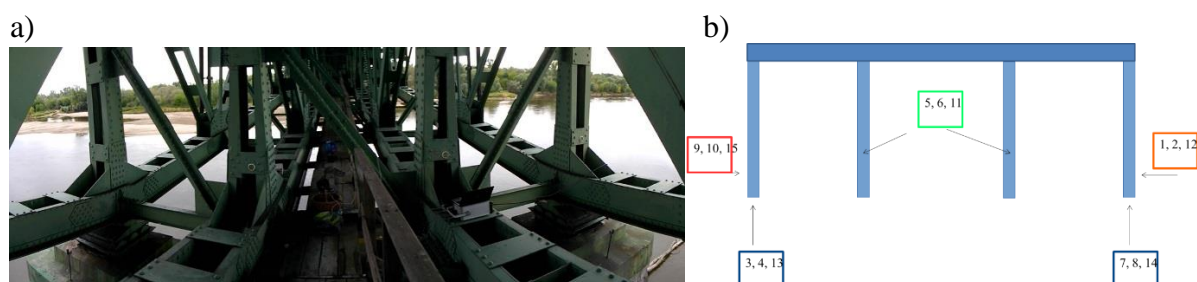 a)
b)
5, 6, 11
9, 10, 15
1, 2, 12
3, 4, 13
7, 8, 14